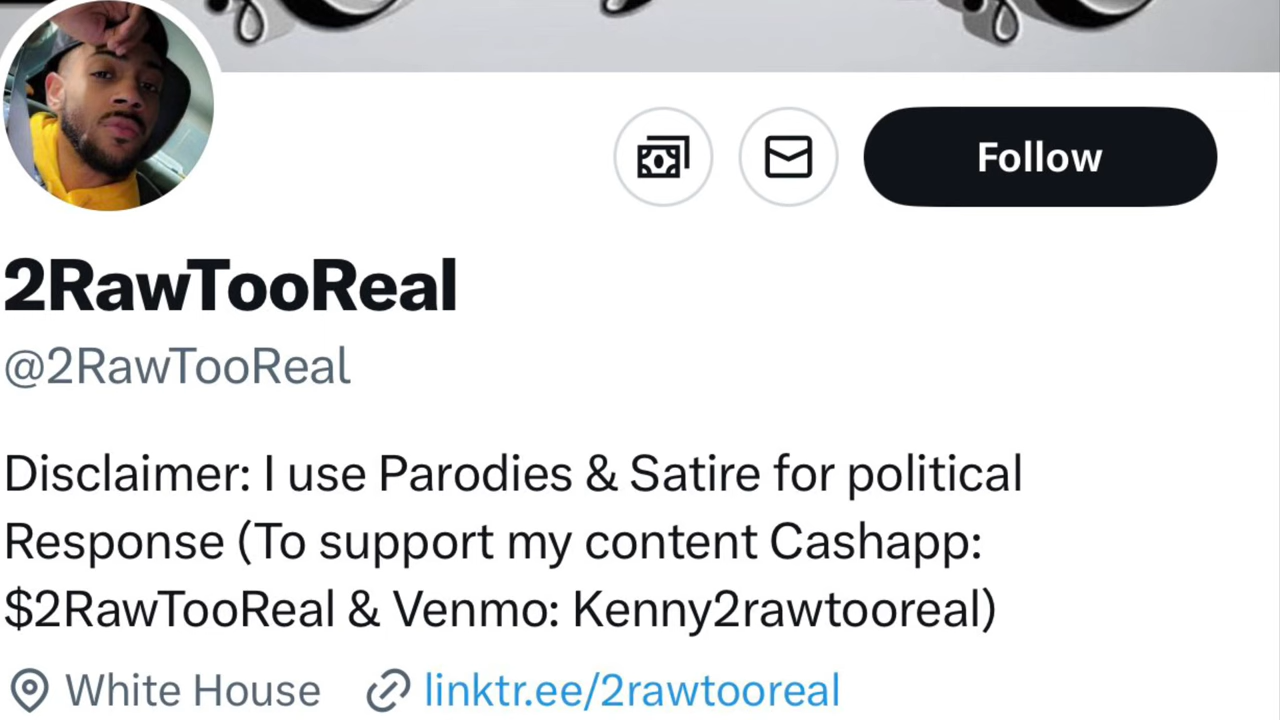 Follow
2RawTooReal
@2RawTooReal
Disclaimer: I use Parodies & Satire for political
Response (To support my content Cashapp:
$2RawTooReal & Venmo: Kenny2rawtooreal)
White House linktr.ee/2rawtooreal